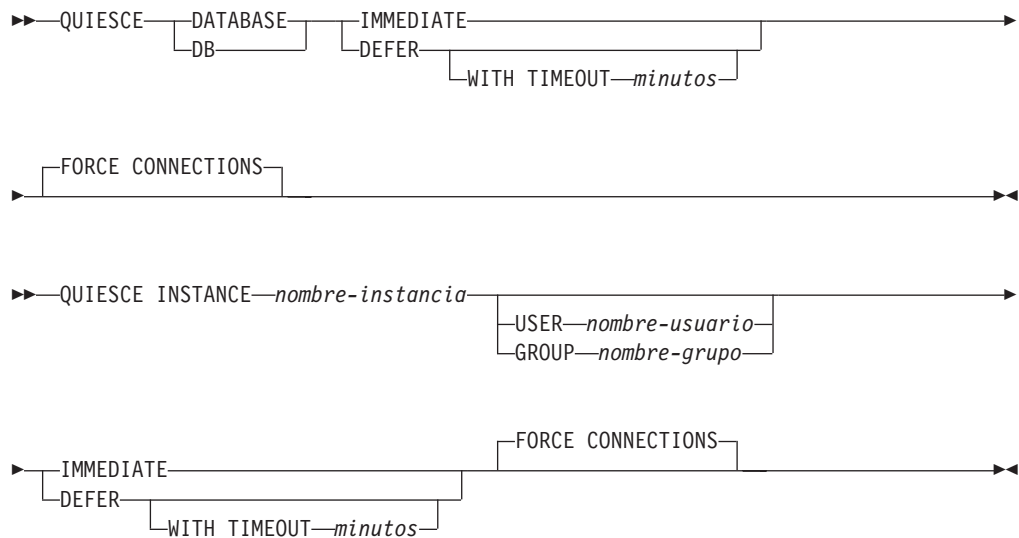 QUIESCE DATABASE IMMEDIATE
DB DEFER
WITH TIMEOUT minutos
FORCE CONNECTIONS
QUIESCE INSTANCE nombre-instancia
USER nombre-usuario
GROUP nombre-grupo
FORCE CONNECTIONS
IMMEDIATE
DEFER
WITH TIMEOUT minutos